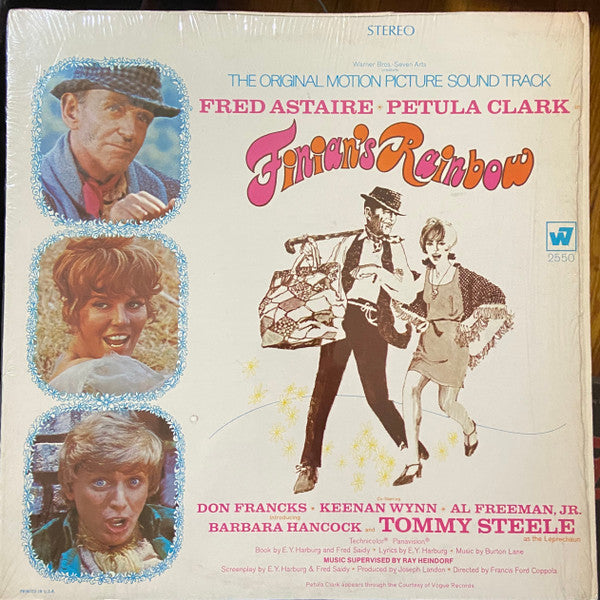 STEREO
Warner Bros.-Seven Arts
THE ORIGINAL MOTION PICTURE SOUND TRACK
FRED ASTAIRE • PETULA CLARK in
Finian's Rainbow
W7
2550
Co-Starring
DON FRANCKS • KEENAN WYNN • AL FREEMAN, JR.
Introducing
BARBARA HANCOCK and TOMMY STEELE
as the Leprechaun
Technicolor® Panavision®
Book by E.Y. Harburg and Fred Saidy • Lyrics by E.Y. Harburg • Music by Burton Lane
MUSIC SUPERVISED BY RAY HEINDORF
Screenplay by E.Y. Harburg & Fred Saidy • Produced by Joseph Landon • Directed by Francis Ford Coppola
Petula Clark appears through the Courtesy of Vogue Records.
PRINTED IN U.S.A.